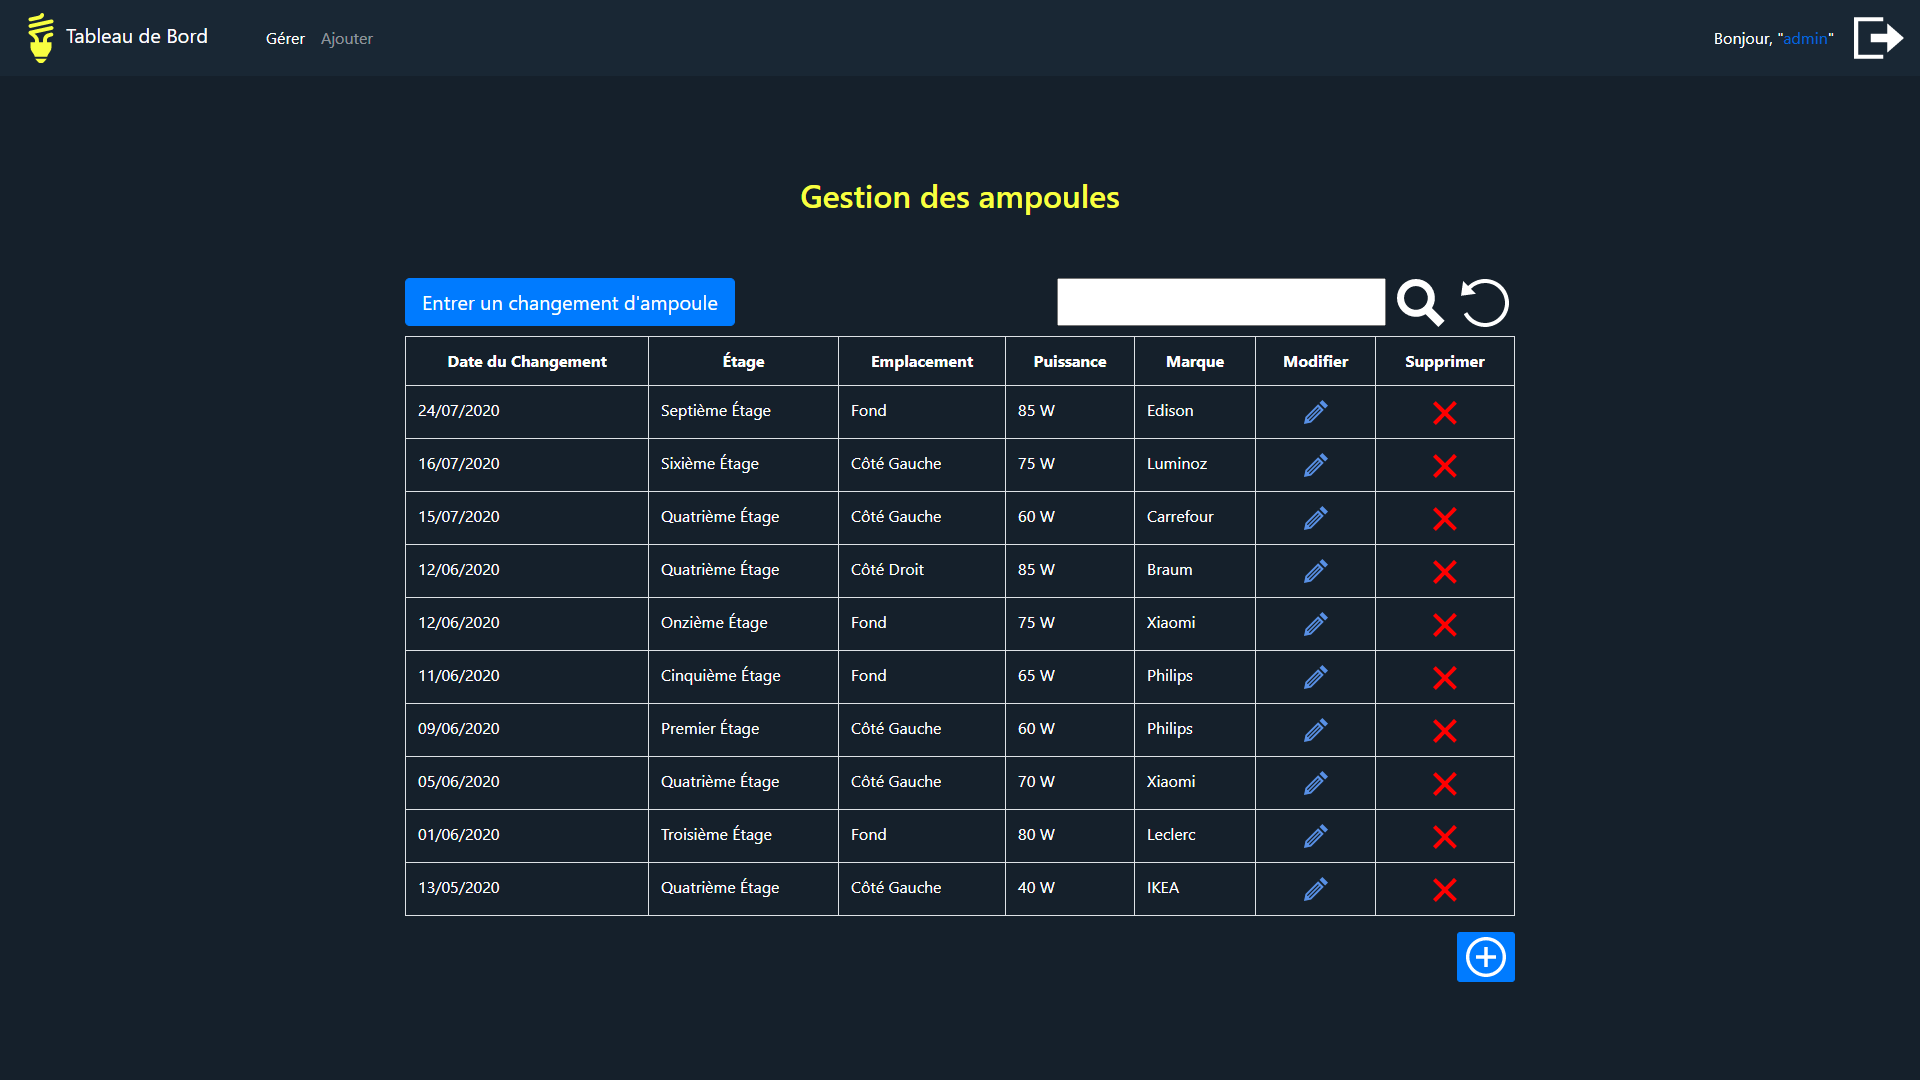 Tableau de Bord Gérer Ajouter Bonjour, "admin"
Gestion des ampoules
Entrer un changement d'ampoule
Date du Changement Étage Emplacement Puissance Marque Modifier Supprimer
24/07/2020 Septième Étage Fond 85 W Edison
16/07/2020 Sixième Étage Côté Gauche 75 W Luminoz
15/07/2020 Quatrième Étage Côté Gauche 60 W Carrefour
12/06/2020 Quatrième Étage Côté Droit 85 W Braum
12/06/2020 Onzième Étage Fond 75 W Xiaomi
11/06/2020 Cinquième Étage Fond 65 W Philips
09/06/2020 Premier Étage Côté Gauche 60 W Philips
05/06/2020 Quatrième Étage Côté Gauche 70 W Xiaomi
01/06/2020 Troisième Étage Fond 80 W Leclerc
13/05/2020 Quatrième Étage Côté Gauche 40 W IKEA